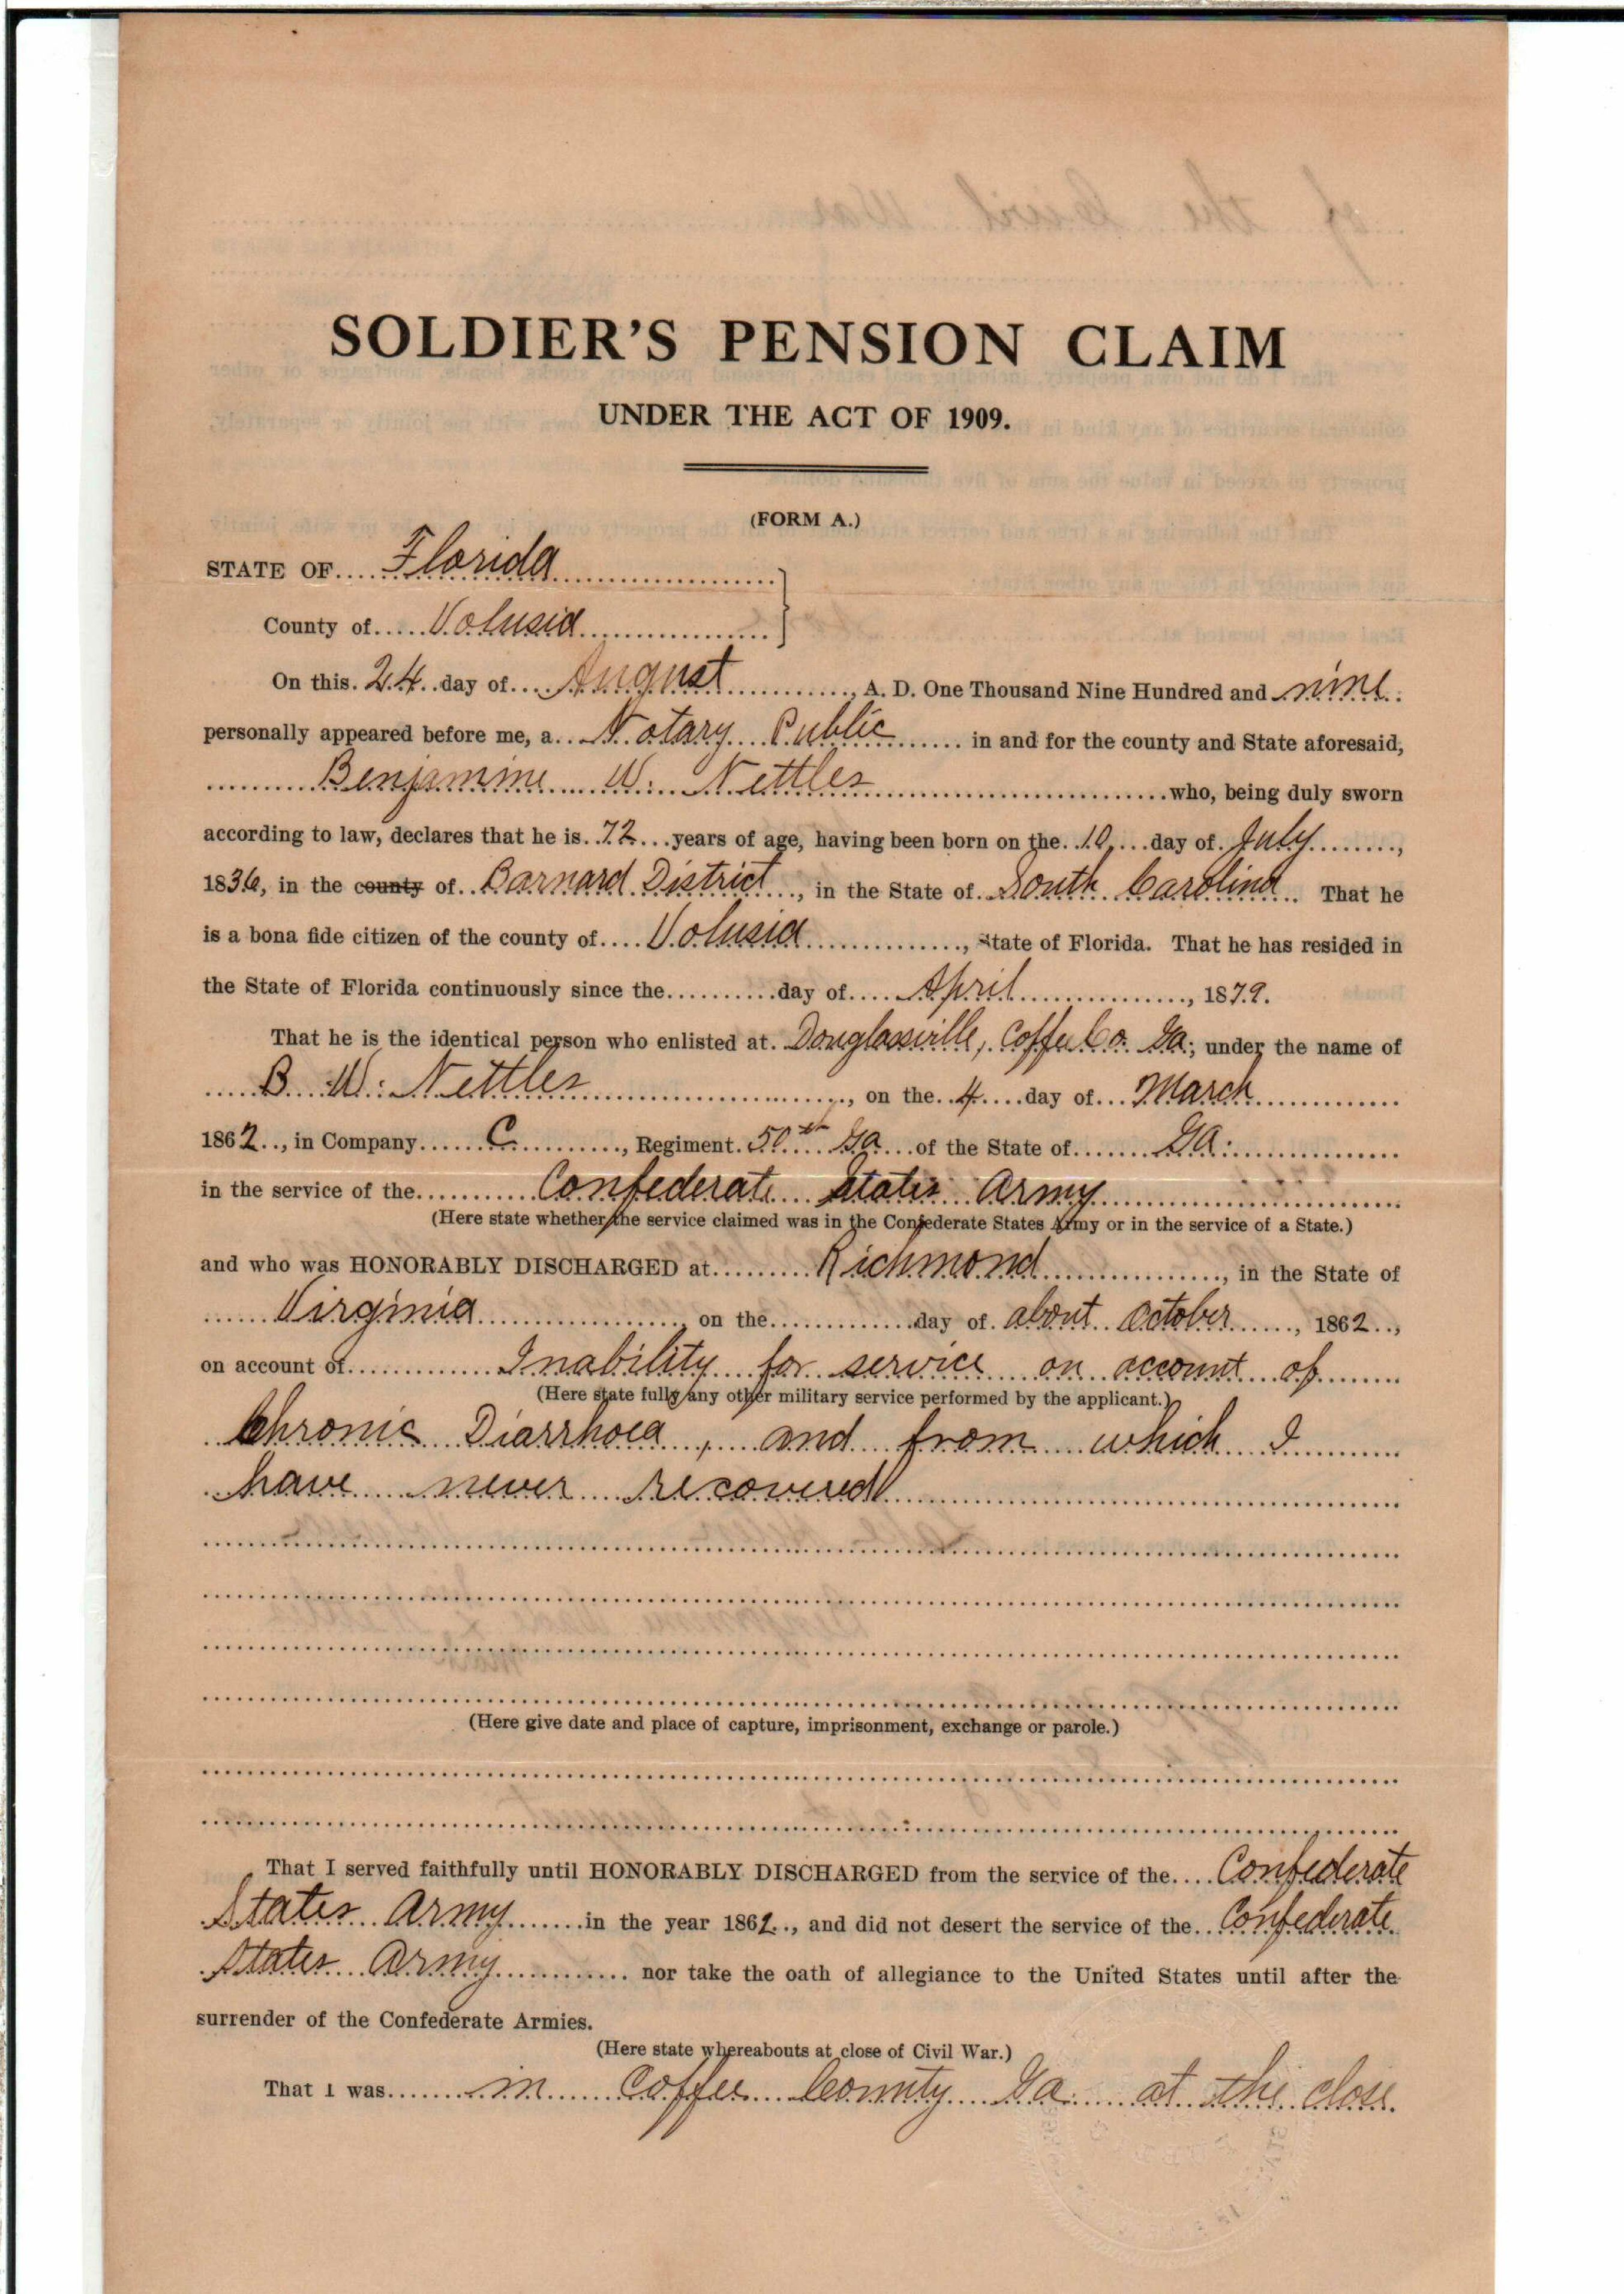 SOLDIER'S PENSION CLAIM
UNDER THE ACT OF 1909.
(FORM A.)
STATE OF Florida
County of Volusia
On this 24 day of August, A. D. One Thousand Nine Hundred and nine
personally appeared before me, a Notary Public in and for the county and State aforesaid,
Benjamine W. Nettles who, being duly sworn
according to law, declares that he is 72 years of age, having been born on the 10 day of July,
1836, in the county of Barnard District, in the State of South Carolina. That he
is a bona fide citizen of the county of Volusia, State of Florida. That he has resided in
the State of Florida continuously since the day of April, 1879.
That he is the identical person who enlisted at Douglassville, Coffee Co. Ga; under the name of
B. W. Nettles, on the 4 day of March
1862, in Company C, Regiment 50th Ga of the State of Ga.
in the service of the Confederate States Army
(Here state whether the service claimed was in the Confederate States Army or in the service of a State.)
and who was HONORABLY DISCHARGED at Richmond, in the State of
Virginia, on the day of about October, 1862,
on account of Inability for service on account of
(Here state fully any other military service performed by the applicant.)
Chronic Diarrhoea, and from which I
have never recovered
(Here give date and place of capture, imprisonment, exchange or parole.)
That I served faithfully until HONORABLY DISCHARGED from the service of the Confederate
States Army in the year 1862, and did not desert the service of the Confederate
States Army nor take the oath of allegiance to the United States until after the
surrender of the Confederate Armies.
(Here state whereabouts at close of Civil War.)
That I was in Coffee County Ga. at the close